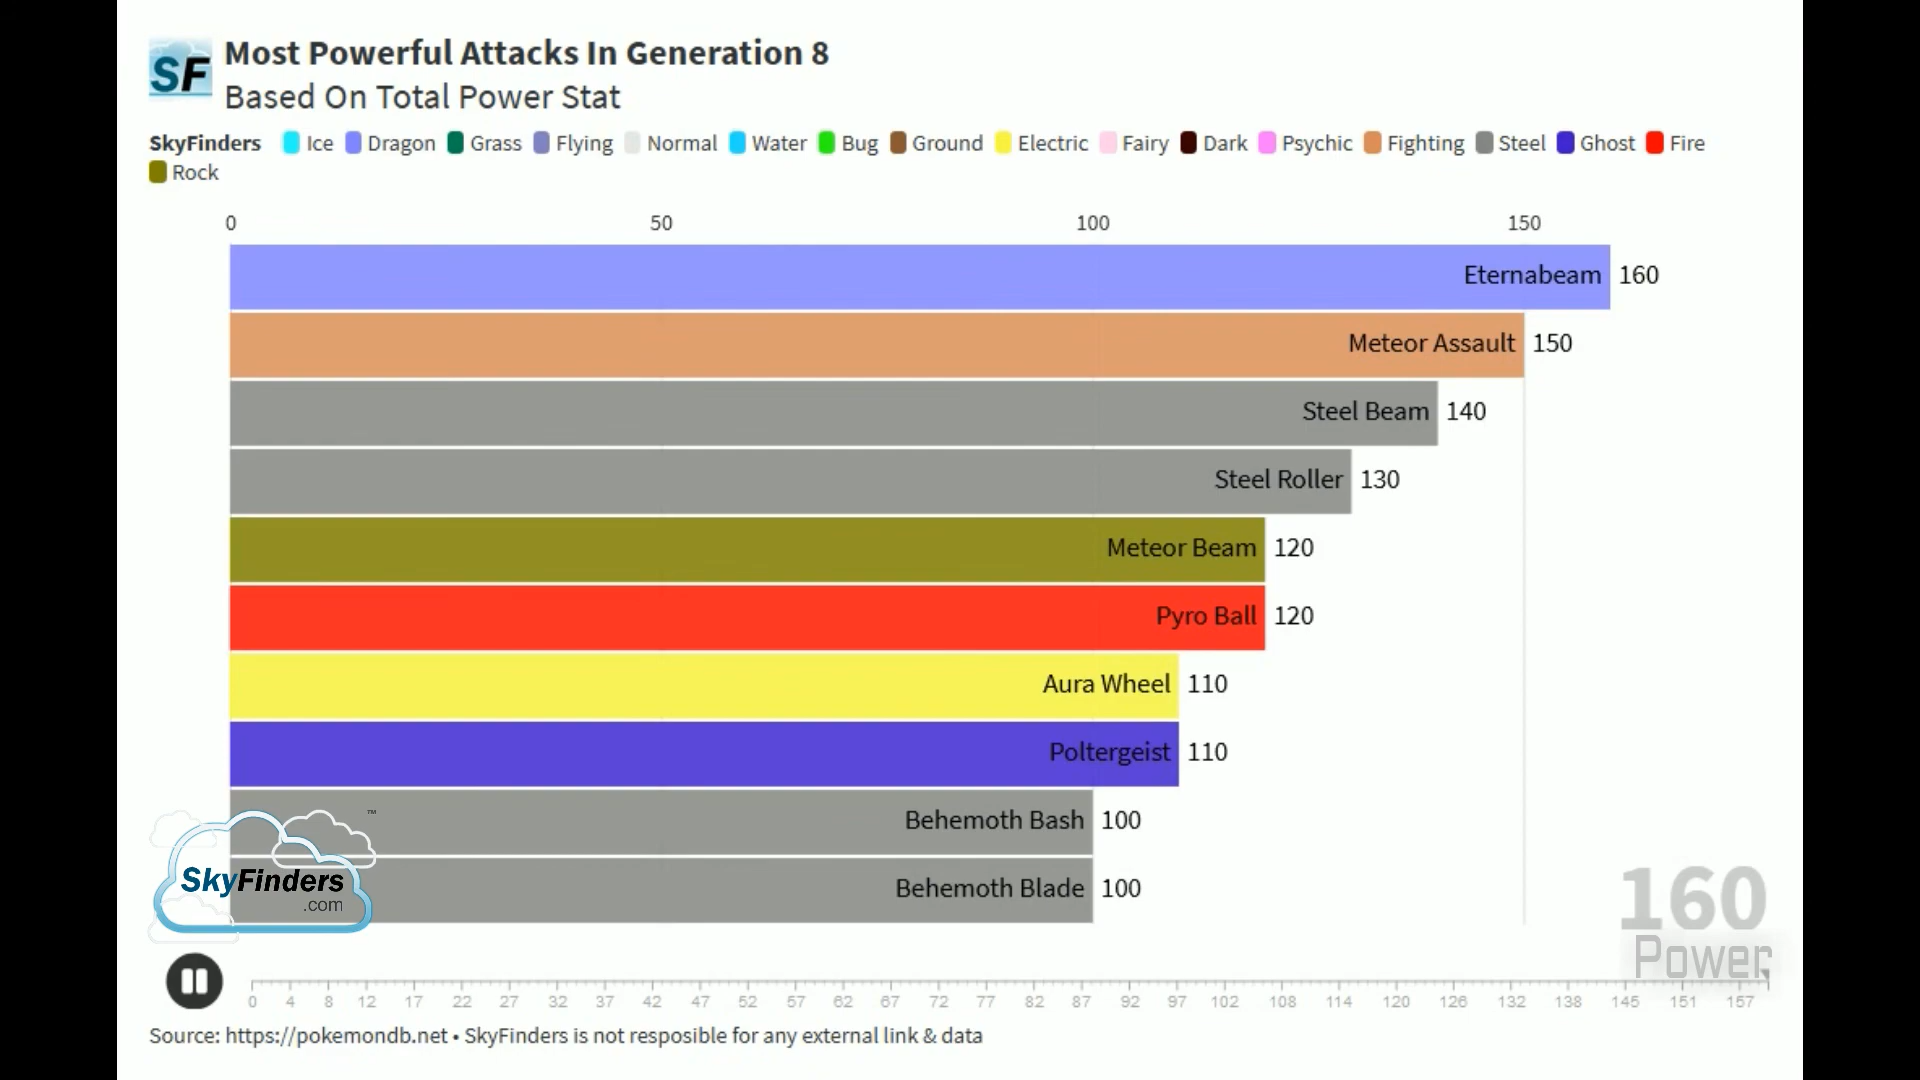 SF
Most Powerful Attacks In Generation 8
Based On Total Power Stat
SkyFinders Ice Dragon Grass Flying Normal Water Bug Ground Electric Fairy Dark Psychic Fighting Steel Ghost Fire
Rock
0 50 100 150
Eternabeam 160
Meteor Assault 150
Steel Beam 140
Steel Roller 130
Meteor Beam 120
Pyro Ball 120
Aura Wheel 110
Poltergeist 110
Behemoth Bash 100
Behemoth Blade 100
SkyFinders ™
.com
160
Power
0 4 8 12 17 22 27 32 37 42 47 52 57 62 67 72 77 82 87 92 97 102 108 114 120 126 132 138 145 151 157
Source: https://pokemondb.net • SkyFinders is not resposible for any external link & data